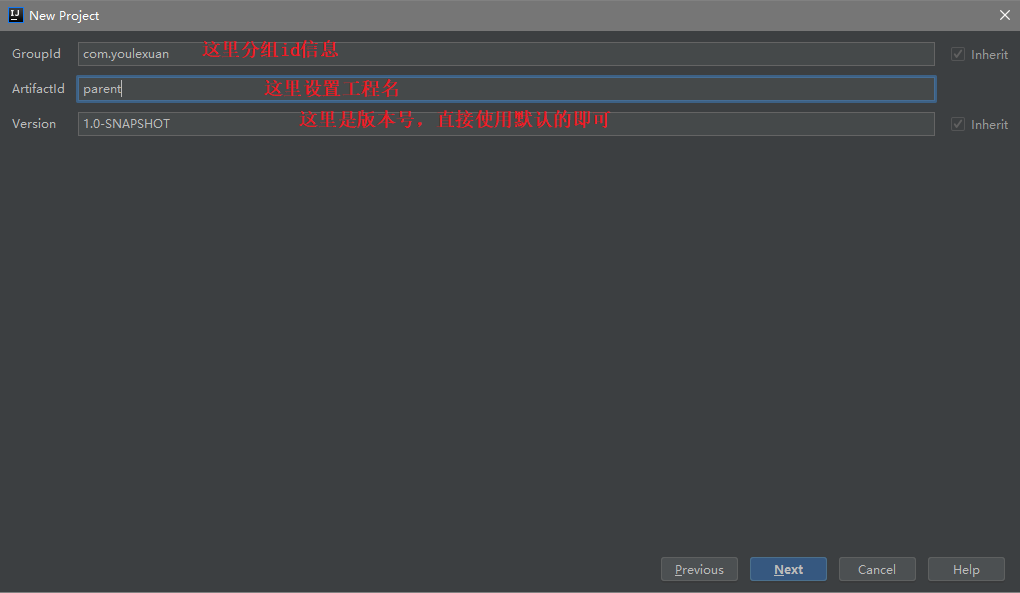 IJ New Project
GroupId com.youlexuan 这里分组id信息 Inherit
ArtifactId parent 这里设置工程名
Version 1.0-SNAPSHOT 这里是版本号，直接使用默认的即可 Inherit
Previous Next Cancel Help